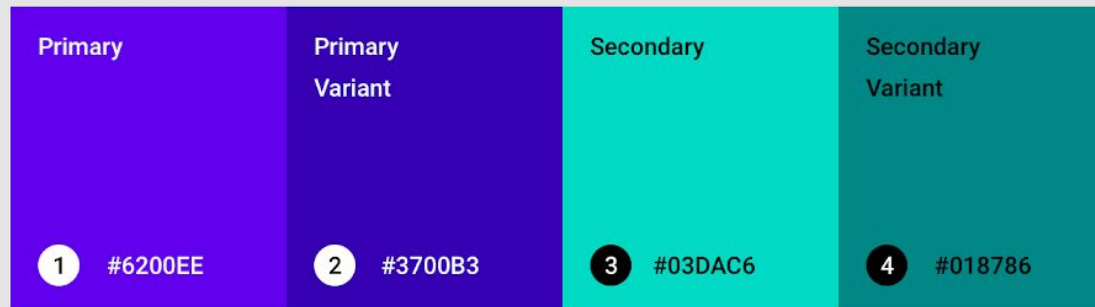 Primary
1 #6200EE
Primary
Variant
2 #3700B3
Secondary
3 #03DAC6
Secondary
Variant
4 #018786